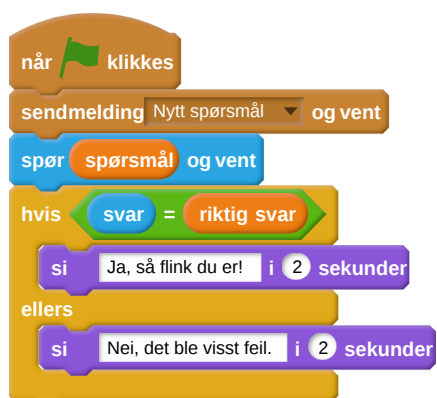 når klikkes
sendmelding Nytt spørsmål og vent
spør spørsmål og vent
hvis svar = riktig svar
si Ja, så flink du er! i 2 sekunder
ellers
si Nei, det ble visst feil. i 2 sekunder